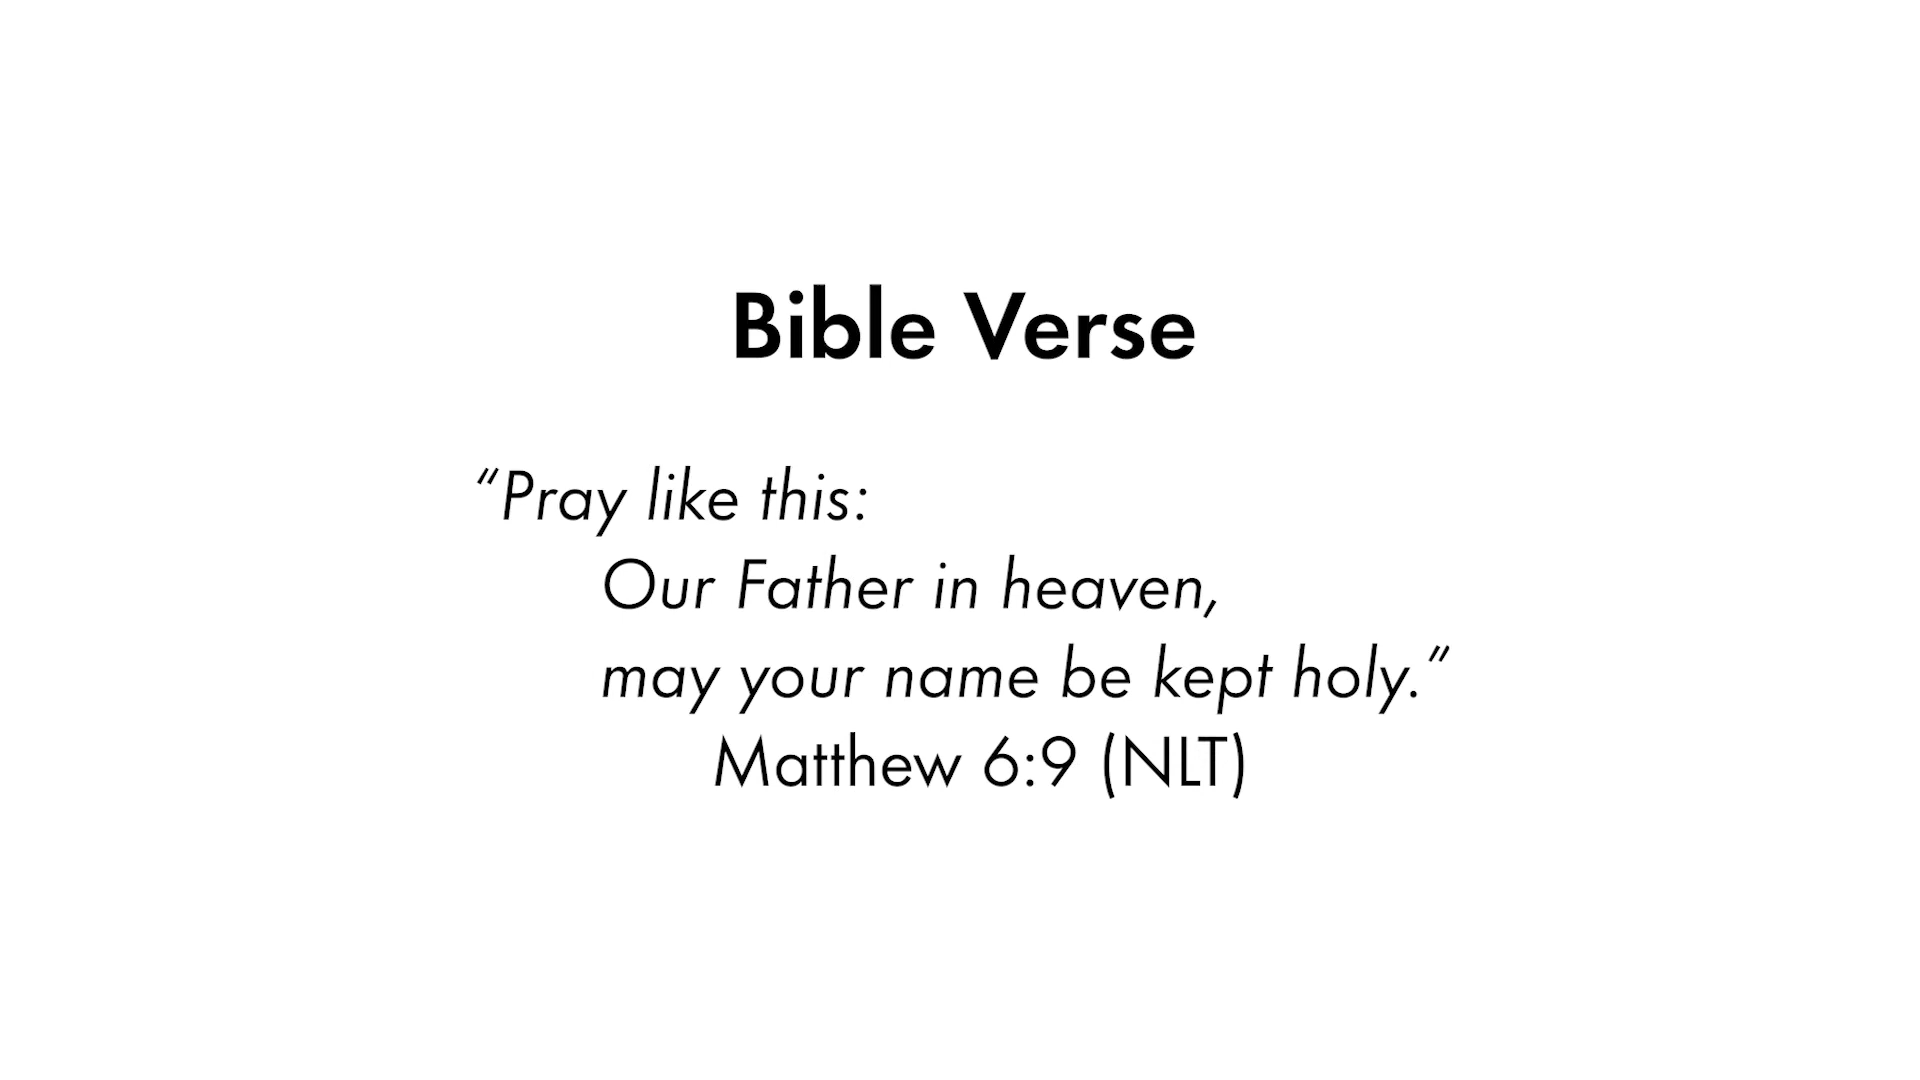 Bible Verse
“Pray like this:
Our Father in heaven,
may your name be kept holy.”
Matthew 6:9 (NLT)